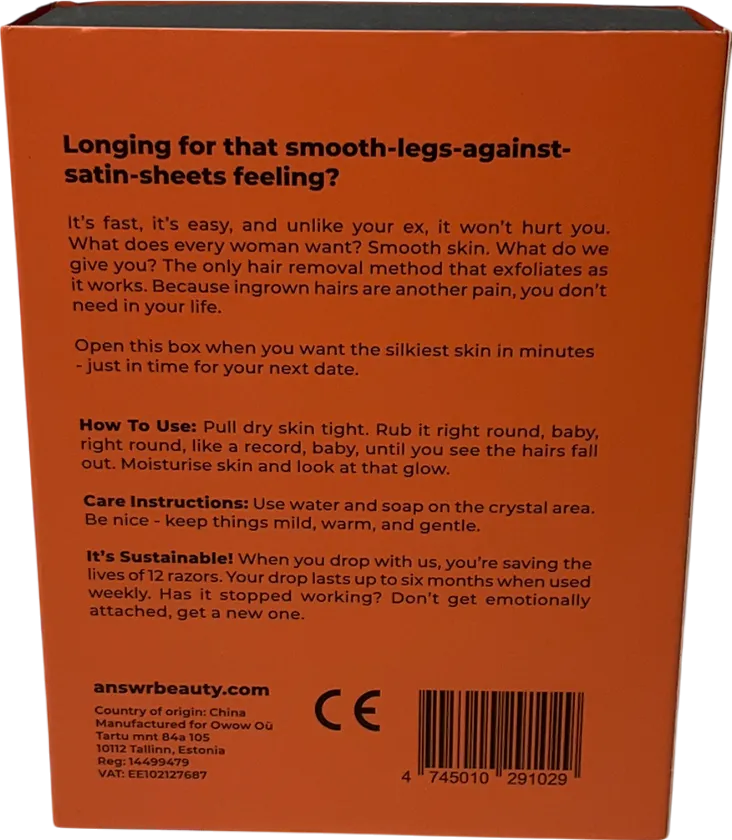 Longing for that smooth-legs-against-
satin-sheets feeling?
It's fast, it's easy, and unlike your ex, it won't hurt you.
What does every woman want? Smooth skin. What do we
give you? The only hair removal method that exfoliates as
it works. Because ingrown hairs are another pain, you don't
need in your life.
Open this box when you want the silkiest skin in minutes
- just in time for your next date.
How To Use: Pull dry skin tight. Rub it right round, baby,
right round, like a record, baby, until you see the hairs fall
out. Moisturise skin and look at that glow.
Care Instructions: Use water and soap on the crystal area.
Be nice - keep things mild, warm, and gentle.
It's Sustainable! When you drop with us, you're saving the
lives of 12 razors. Your drop lasts up to six months when used
weekly. Has it stopped working? Don't get emotionally
attached, get a new one.
answrbeauty.com
Country of origin: China
Manufactured for Owow Oü
Tartu mnt 84a 105
10112 Tallinn, Estonia
Reg: 14499479
VAT: EE102127687
CE
4 745010 291029